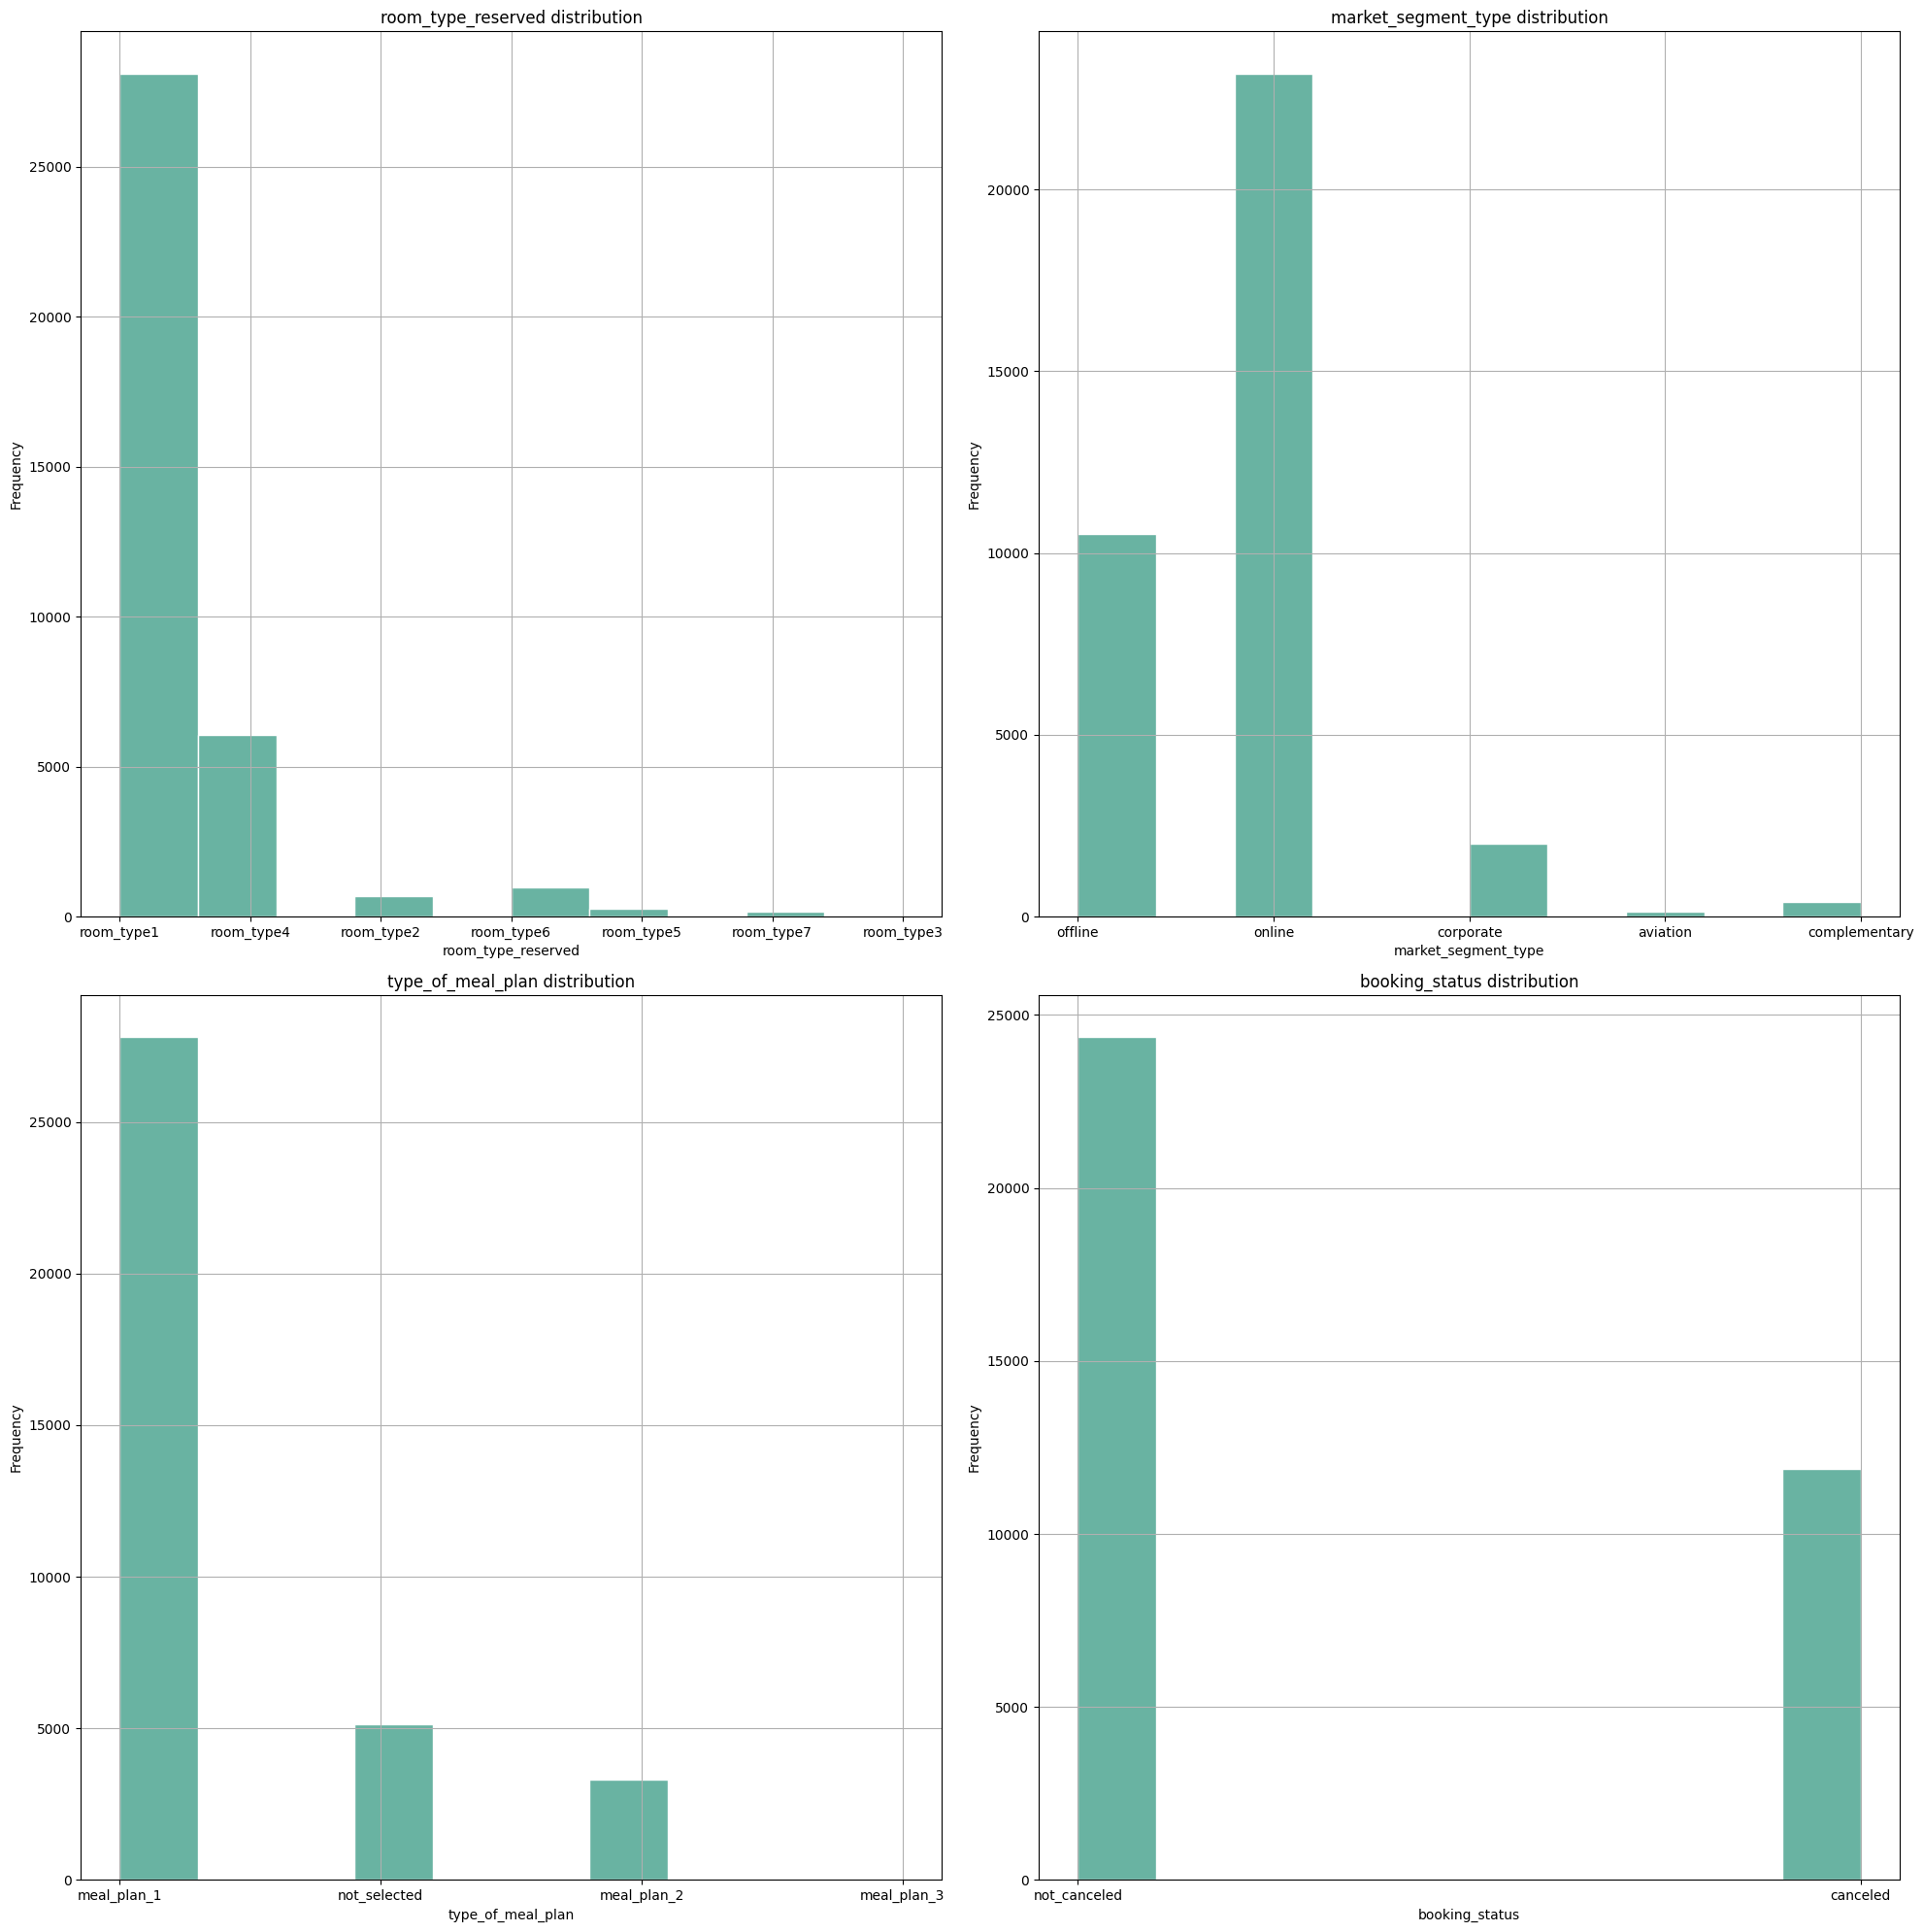 room_type_reserved distribution
25000
20000
15000
10000
5000
0
Frequency
room_type1 room_type4 room_type2 room_type6 room_type5 room_type7 room_type3
room_type_reserved
market_segment_type distribution
20000
15000
10000
5000
0
Frequency
offline online corporate aviation complementary
market_segment_type
type_of_meal_plan distribution
25000
20000
15000
10000
5000
0
Frequency
meal_plan_1 not_selected meal_plan_2 meal_plan_3
type_of_meal_plan
booking_status distribution
25000
20000
15000
10000
5000
0
Frequency
not_canceled canceled
booking_status